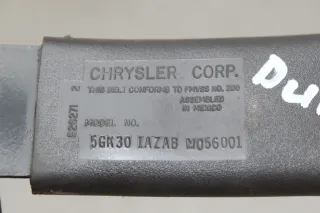 CHRYSLER CORP.
THIS BELT CONFORMS TO FMVSS NO. 209
ASSEMBLED
IN MEXICO
MODEL NO.
5GK30 IAZAB M056001